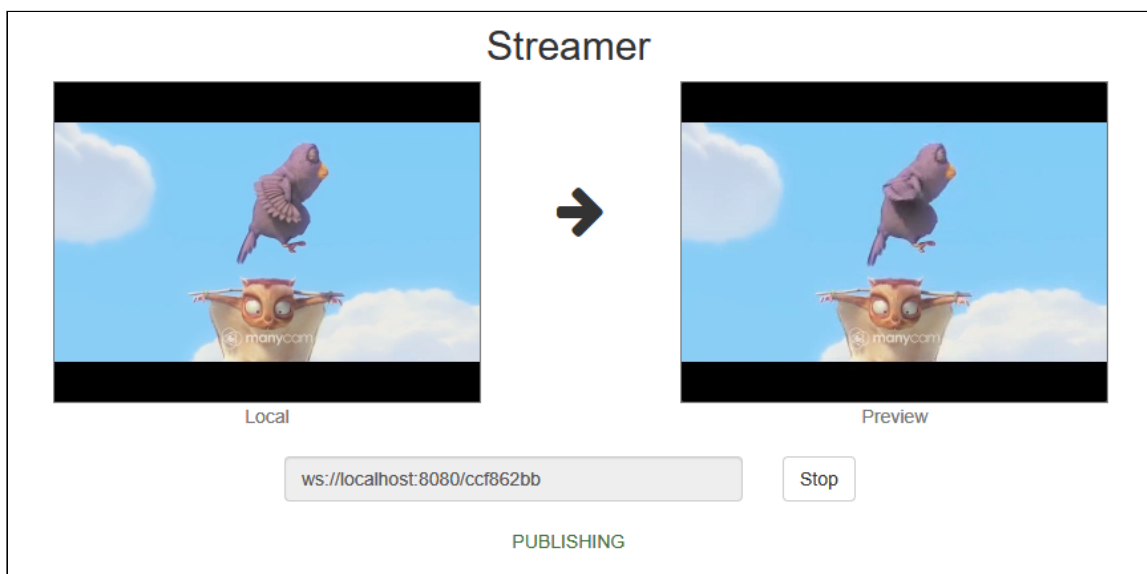 Streamer
manycam
manycam
Local
Preview
ws://localhost:8080/ccf862bb
Stop
PUBLISHING